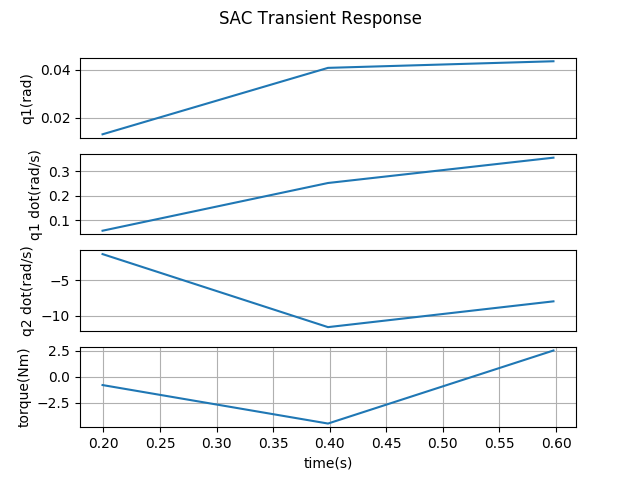 SAC Transient Response
0.04
0.02
q1(rad)
0.3
0.2
0.1
q1 dot(rad/s)
−5
−10
q2 dot(rad/s)
2.5
0.0
−2.5
torque(Nm)
0.20 0.25 0.30 0.35 0.40 0.45 0.50 0.55 0.60
time(s)